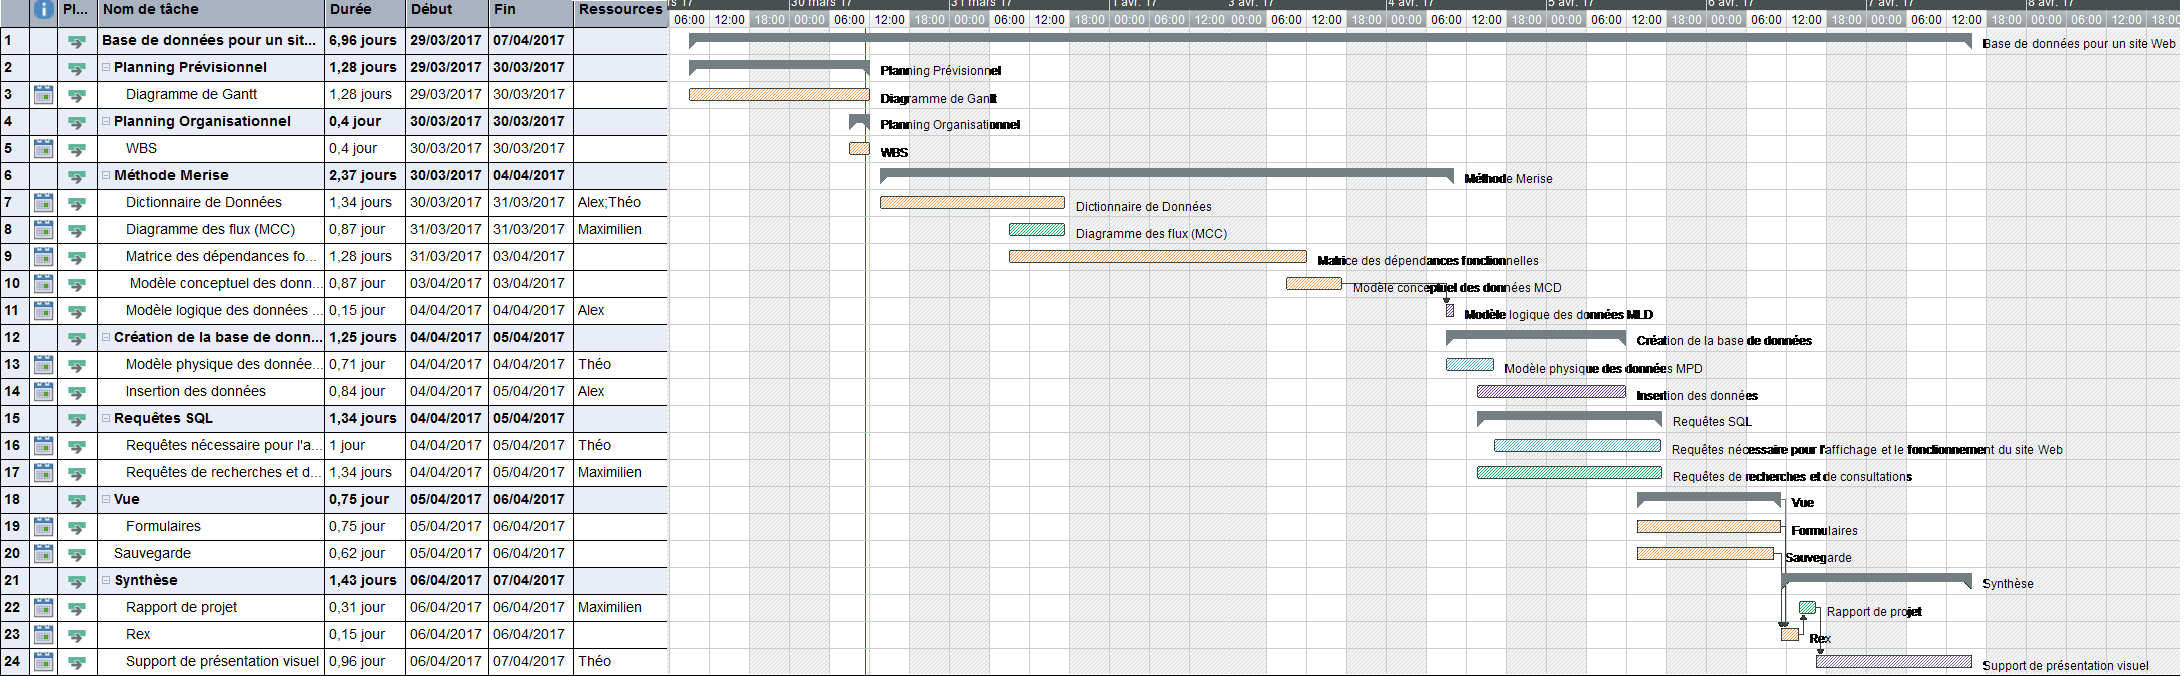 Pl... Nom de tâche Durée Début Fin Ressources
s 17 30 mars 17 31 mars 17 1 avr. 17 3 avr. 17 4 avr. 17 5 avr. 17 6 avr. 17 7 avr. 17 8 avr. 17
06:00 12:00 18:00 00:00 06:00 12:00 18:00 00:00 06:00 12:00 18:00 00:00 06:00 12:00 18:00 00:00 06:00 12:00 18:00 00:00 06:00 12:00 18:00 00:00 06:00 12:00 18:00 00:00 06:00 12:00 18:00 00:00 06:00 12:00 18:00 00:00 06:00 12:00 18:00
1 Base de données pour un sit... 6,96 jours 29/03/2017 07/04/2017 Base de données pour un site Web
2 Planning Prévisionnel 1,28 jours 29/03/2017 30/03/2017 Planning Prévisionnel
3 Diagramme de Gantt 1,28 jours 29/03/2017 30/03/2017 Diagramme de Gantt
4 Planning Organisationnel 0,4 jour 30/03/2017 30/03/2017 Planning Organisationnel
5 WBS 0,4 jour 30/03/2017 30/03/2017 WBS
6 Méthode Merise 2,37 jours 30/03/2017 04/04/2017 Méthode Merise
7 Dictionnaire de Données 1,34 jours 30/03/2017 31/03/2017 Alex;Théo Dictionnaire de Données
8 Diagramme des flux (MCC) 0,87 jour 31/03/2017 31/03/2017 Maximilien Diagramme des flux (MCC)
9 Matrice des dépendances fo... 1,28 jours 31/03/2017 03/04/2017 Matrice des dépendances fonctionnelles
10 Modèle conceptuel des donn... 0,87 jour 03/04/2017 03/04/2017 Modèle conceptuel des données MCD
11 Modèle logique des données ... 0,15 jour 04/04/2017 04/04/2017 Alex Modèle logique des données MLD
12 Création de la base de donn... 1,25 jours 04/04/2017 05/04/2017 Création de la base de données
13 Modèle physique des donnée... 0,71 jour 04/04/2017 04/04/2017 Théo Modèle physique des données MPD
14 Insertion des données 0,84 jour 04/04/2017 05/04/2017 Alex Insertion des données
15 Requêtes SQL 1,34 jours 04/04/2017 05/04/2017 Requêtes SQL
16 Requêtes nécessaire pour l'a... 1 jour 04/04/2017 05/04/2017 Théo Requêtes nécessaire pour l'affichage et le fonctionnement du site Web
17 Requêtes de recherches et d... 1,34 jours 04/04/2017 05/04/2017 Maximilien Requêtes de recherches et de consultations
18 Vue 0,75 jour 05/04/2017 06/04/2017 Vue
19 Formulaires 0,75 jour 05/04/2017 06/04/2017 Formulaires
20 Sauvegarde 0,62 jour 05/04/2017 06/04/2017 Sauvegarde
21 Synthèse 1,43 jours 06/04/2017 07/04/2017 Synthèse
22 Rapport de projet 0,31 jour 06/04/2017 06/04/2017 Maximilien Rapport de projet
23 Rex 0,15 jour 06/04/2017 06/04/2017 Rex
24 Support de présentation visuel 0,96 jour 06/04/2017 07/04/2017 Théo Support de présentation visuel